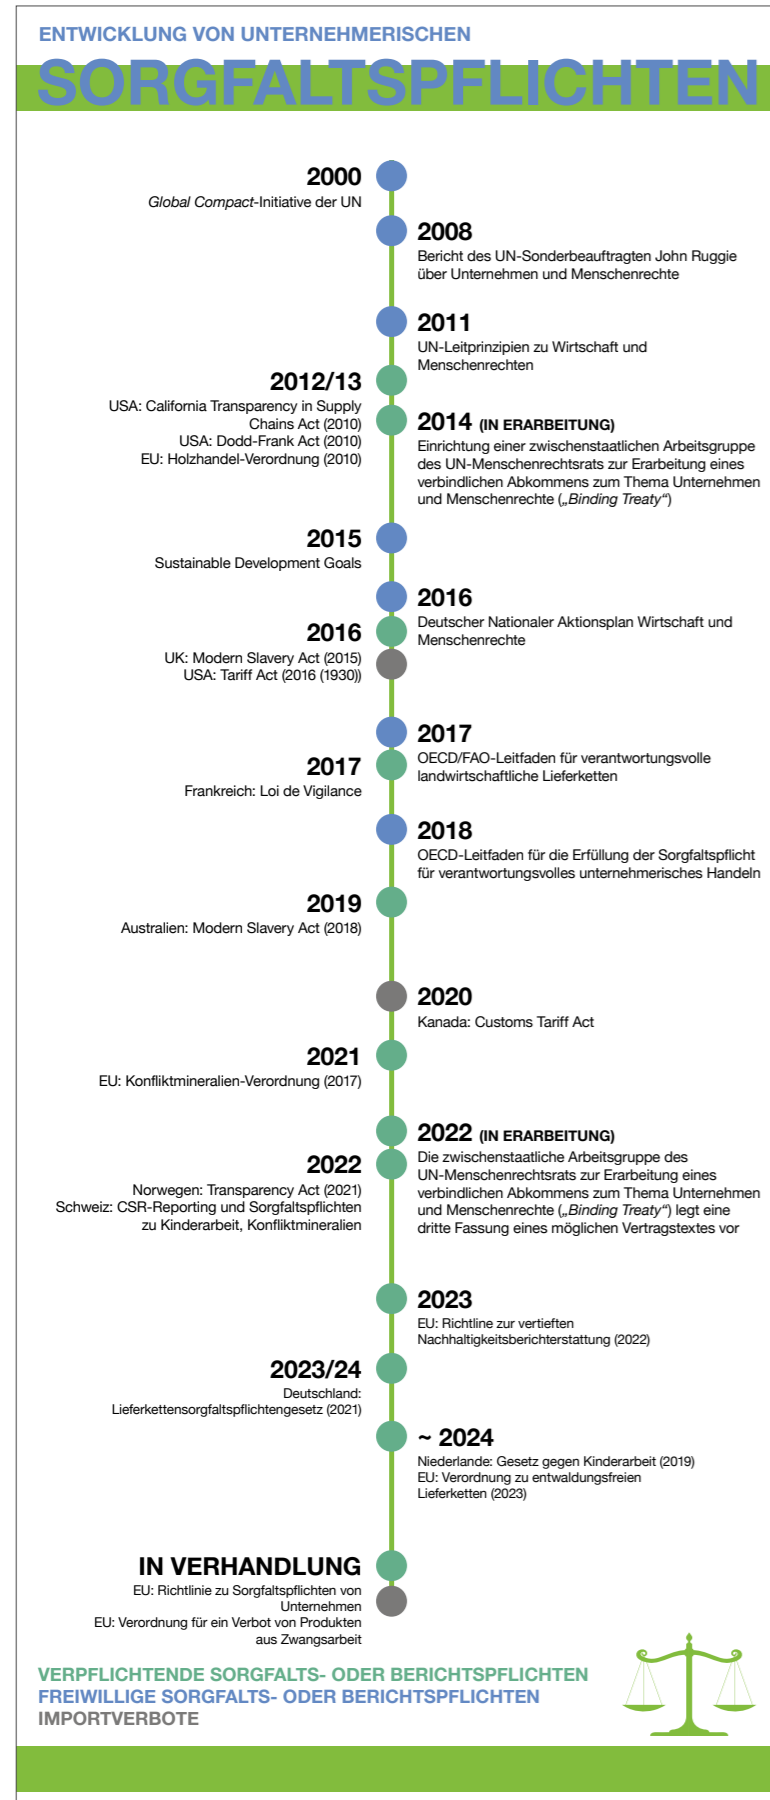 ENTWICKLUNG VON UNTERNEHMERISCHEN
SORGFALTSPFLICHTEN
2000
Global Compact-Initiative der UN
2008
Bericht des UN-Sonderbeauftragten John Ruggie
über Unternehmen und Menschenrechte
2011
UN-Leitprinzipien zu Wirtschaft und
Menschenrechten
2012/13
USA: California Transparency in Supply
Chains Act (2010)
USA: Dodd-Frank Act (2010)
EU: Holzhandel-Verordnung (2010)
2014 (IN ERARBEITUNG)
Einrichtung einer zwischenstaatlichen Arbeitsgruppe
des UN-Menschenrechtsrats zur Erarbeitung eines
verbindlichen Abkommens zum Thema Unternehmen
und Menschenrechte („Binding Treaty“)
2015
Sustainable Development Goals
2016
Deutscher Nationaler Aktionsplan Wirtschaft und
Menschenrechte
2016
UK: Modern Slavery Act (2015)
USA: Tariff Act (2016 (1930))
2017
OECD/FAO-Leitfaden für verantwortungsvolle
landwirtschaftliche Lieferketten
2017
Frankreich: Loi de Vigilance
2018
OECD-Leitfaden für die Erfüllung der Sorgfaltspflicht
für verantwortungsvolles unternehmerisches Handeln
2019
Australien: Modern Slavery Act (2018)
2020
Kanada: Customs Tariff Act
2021
EU: Konfliktmineralien-Verordnung (2017)
2022 (IN ERARBEITUNG)
Die zwischenstaatliche Arbeitsgruppe des
UN-Menschenrechtsrats zur Erarbeitung eines
verbindlichen Abkommens zum Thema Unternehmen
und Menschenrechte („Binding Treaty“) legt eine
dritte Fassung eines möglichen Vertragstextes vor
2022
Norwegen: Transparency Act (2021)
Schweiz: CSR-Reporting und Sorgfaltspflichten
zu Kinderarbeit, Konfliktmineralien
2023
EU: Richtline zur vertieften
Nachhaltigkeitsberichterstattung (2022)
2023/24
Deutschland:
Lieferkettensorgfaltspflichtengesetz (2021)
~ 2024
Niederlande: Gesetz gegen Kinderarbeit (2019)
EU: Verordnung zu entwaldungsfreien
Lieferketten (2023)
IN VERHANDLUNG
EU: Richtlinie zu Sorgfaltspflichten von
Unternehmen
EU: Verordnung für ein Verbot von Produkten
aus Zwangsarbeit
VERPFLICHTENDE SORGFALTS- ODER BERICHTSPFLICHTEN
FREIWILLIGE SORGFALTS- ODER BERICHTSPFLICHTEN
IMPORTVERBOTE